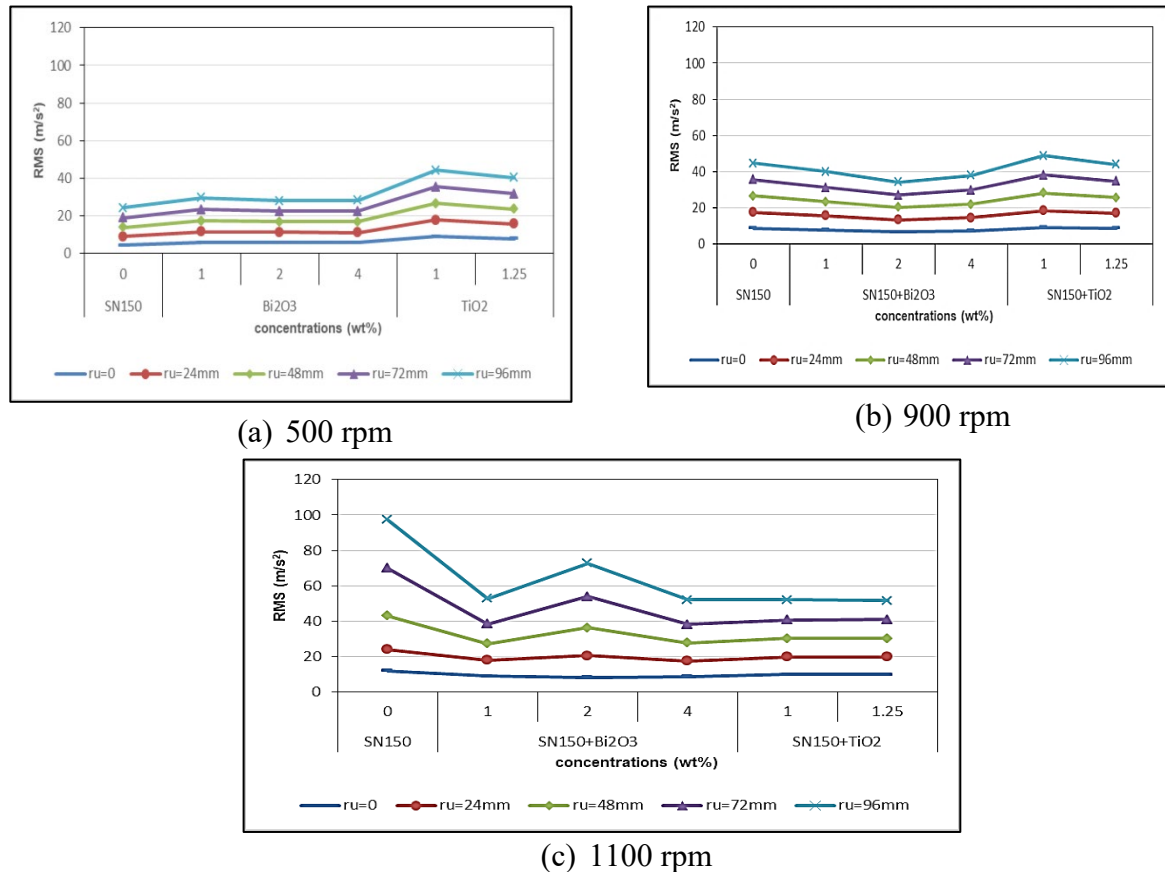 120
100
80
60
40
20
0
RMS (m/s²)
0 1 2 4 1 1.25
SN150 Bi2O3 TiO2
concentrations (wt%)
ru=0 ru=24mm ru=48mm ru=72mm ru=96mm
(a) 500 rpm
120
100
80
60
40
20
0
RMS (m/s²)
0 1 2 4 1 1.25
SN150 SN150+Bi2O3 SN150+TiO2
concentrations (wt%)
ru=0 ru=24mm ru=48mm ru=72mm ru=96mm
(b) 900 rpm
120
100
80
60
40
20
0
RMS (m/s²)
0 1 2 4 1 1.25
SN150 SN150+Bi2O3 SN150+TiO2
concentrations (wt%)
ru=0 ru=24mm ru=48mm ru=72mm ru=96mm
(c) 1100 rpm